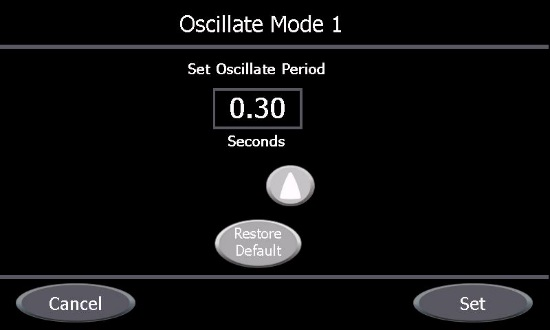 Oscillate Mode 1
Set Oscillate Period
0.30
Seconds
Restore
Default
Cancel
Set